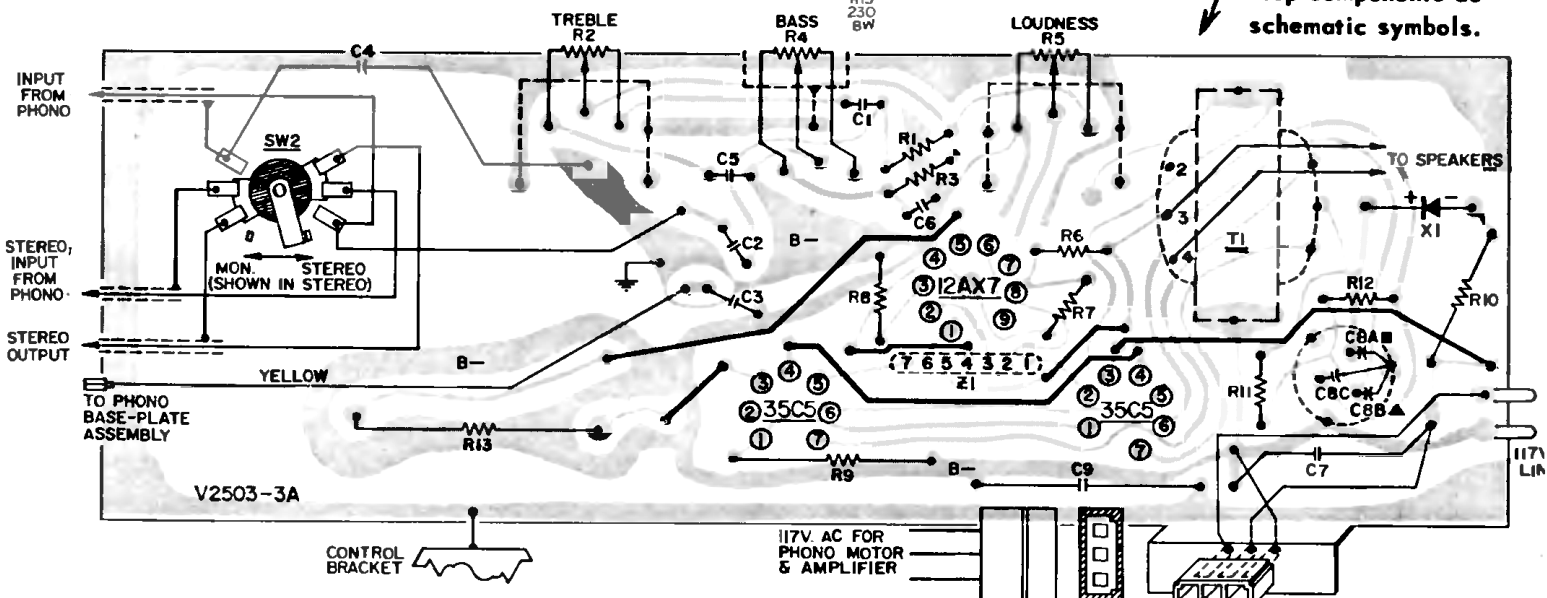 R13
230
BW
top components as
schematic symbols.
TREBLE
R2
BASS
R4
LOUDNESS
R5
C4
INPUT
FROM
PHONO
SW2
C1
R1
R3
C5
C6
2
3
4
T1
TO SPEAKERS
+ -
X1
STEREO,
INPUT
FROM
PHONO
MON. STEREO
(SHOWN IN STEREO)
C2
B-
C3
R8
4 5 6 7
3 12AX7 8
2 1 9
R6
R7
R12
R10
STEREO
OUTPUT
B-
YELLOW
TO PHONO
BASE-PLATE
ASSEMBLY
7 6 5 4 3 2 1
Z1
3 4 5
2 35C5 6
1 7
3 4 5
2 35C5 6
1 7
R11
C8A■
C8C
C8B▲
R13
R9
B-
C9
C7
117V
V2503-3A
CONTROL
BRACKET
117V. AC FOR
PHONO MOTOR
& AMPLIFIER